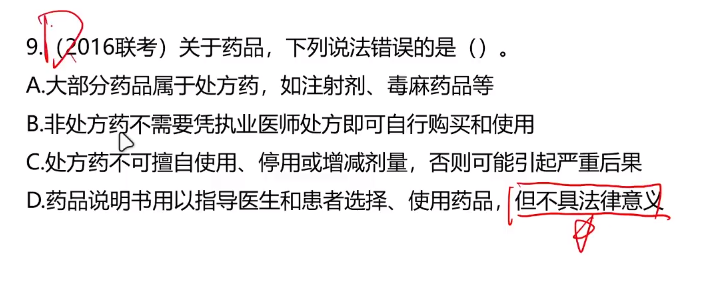 9.（2016联考）关于药品，下列说法错误的是（）。
A.大部分药品属于处方药，如注射剂、毒麻药品等
B.非处方药不需要凭执业医师处方即可自行购买和使用
C.处方药不可擅自使用、停用或增减剂量，否则可能引起严重后果
D.药品说明书用以指导医生和患者选择、使用药品，但不具法律意义
D